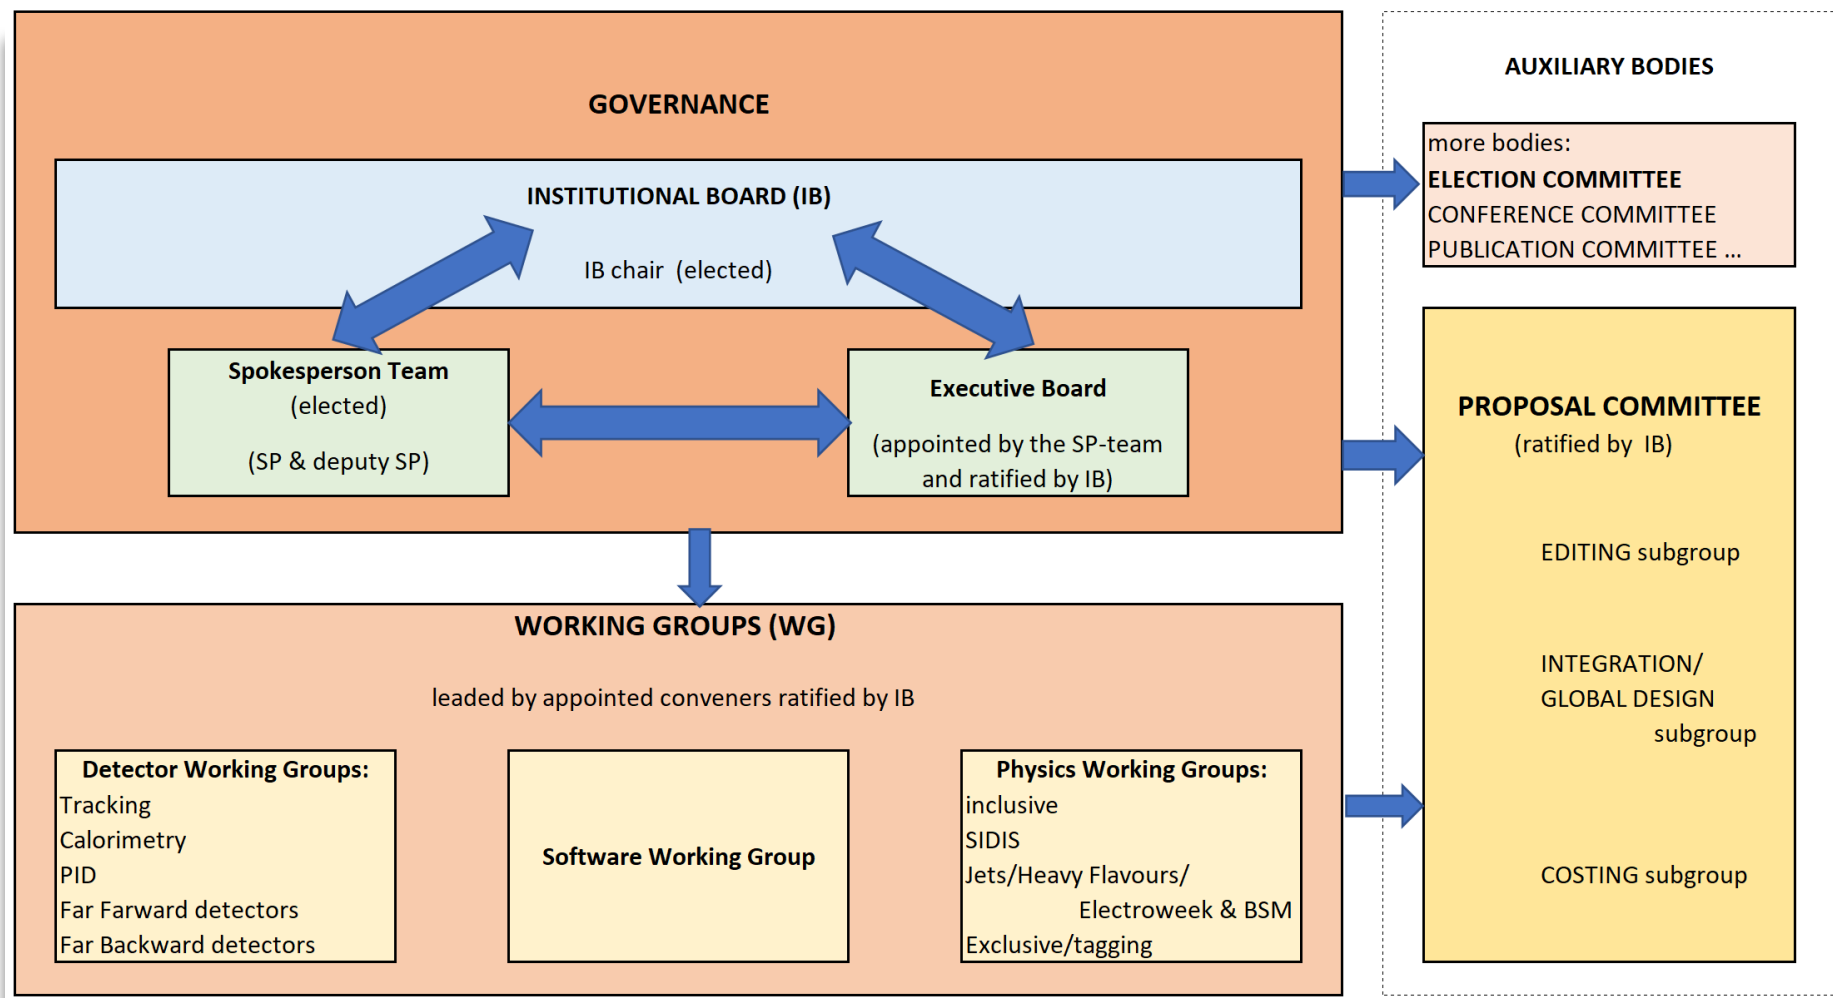 GOVERNANCE
INSTITUTIONAL BOARD (IB)
IB chair (elected)
Spokesperson Team
(elected)
(SP & deputy SP)
Executive Board
(appointed by the SP-team
and ratified by IB)
WORKING GROUPS (WG)
leaded by appointed conveners ratified by IB
Detector Working Groups:
Tracking
Calorimetry
PID
Far Farward detectors
Far Backward detectors
Software Working Group
Physics Working Groups:
inclusive
SIDIS
Jets/Heavy Flavours/
Electroweek & BSM
Exclusive/tagging
AUXILIARY BODIES
more bodies:
ELECTION COMMITTEE
CONFERENCE COMMITTEE
PUBLICATION COMMITTEE ...
PROPOSAL COMMITTEE
(ratified by IB)
EDITING subgroup
INTEGRATION/
GLOBAL DESIGN
subgroup
COSTING subgroup